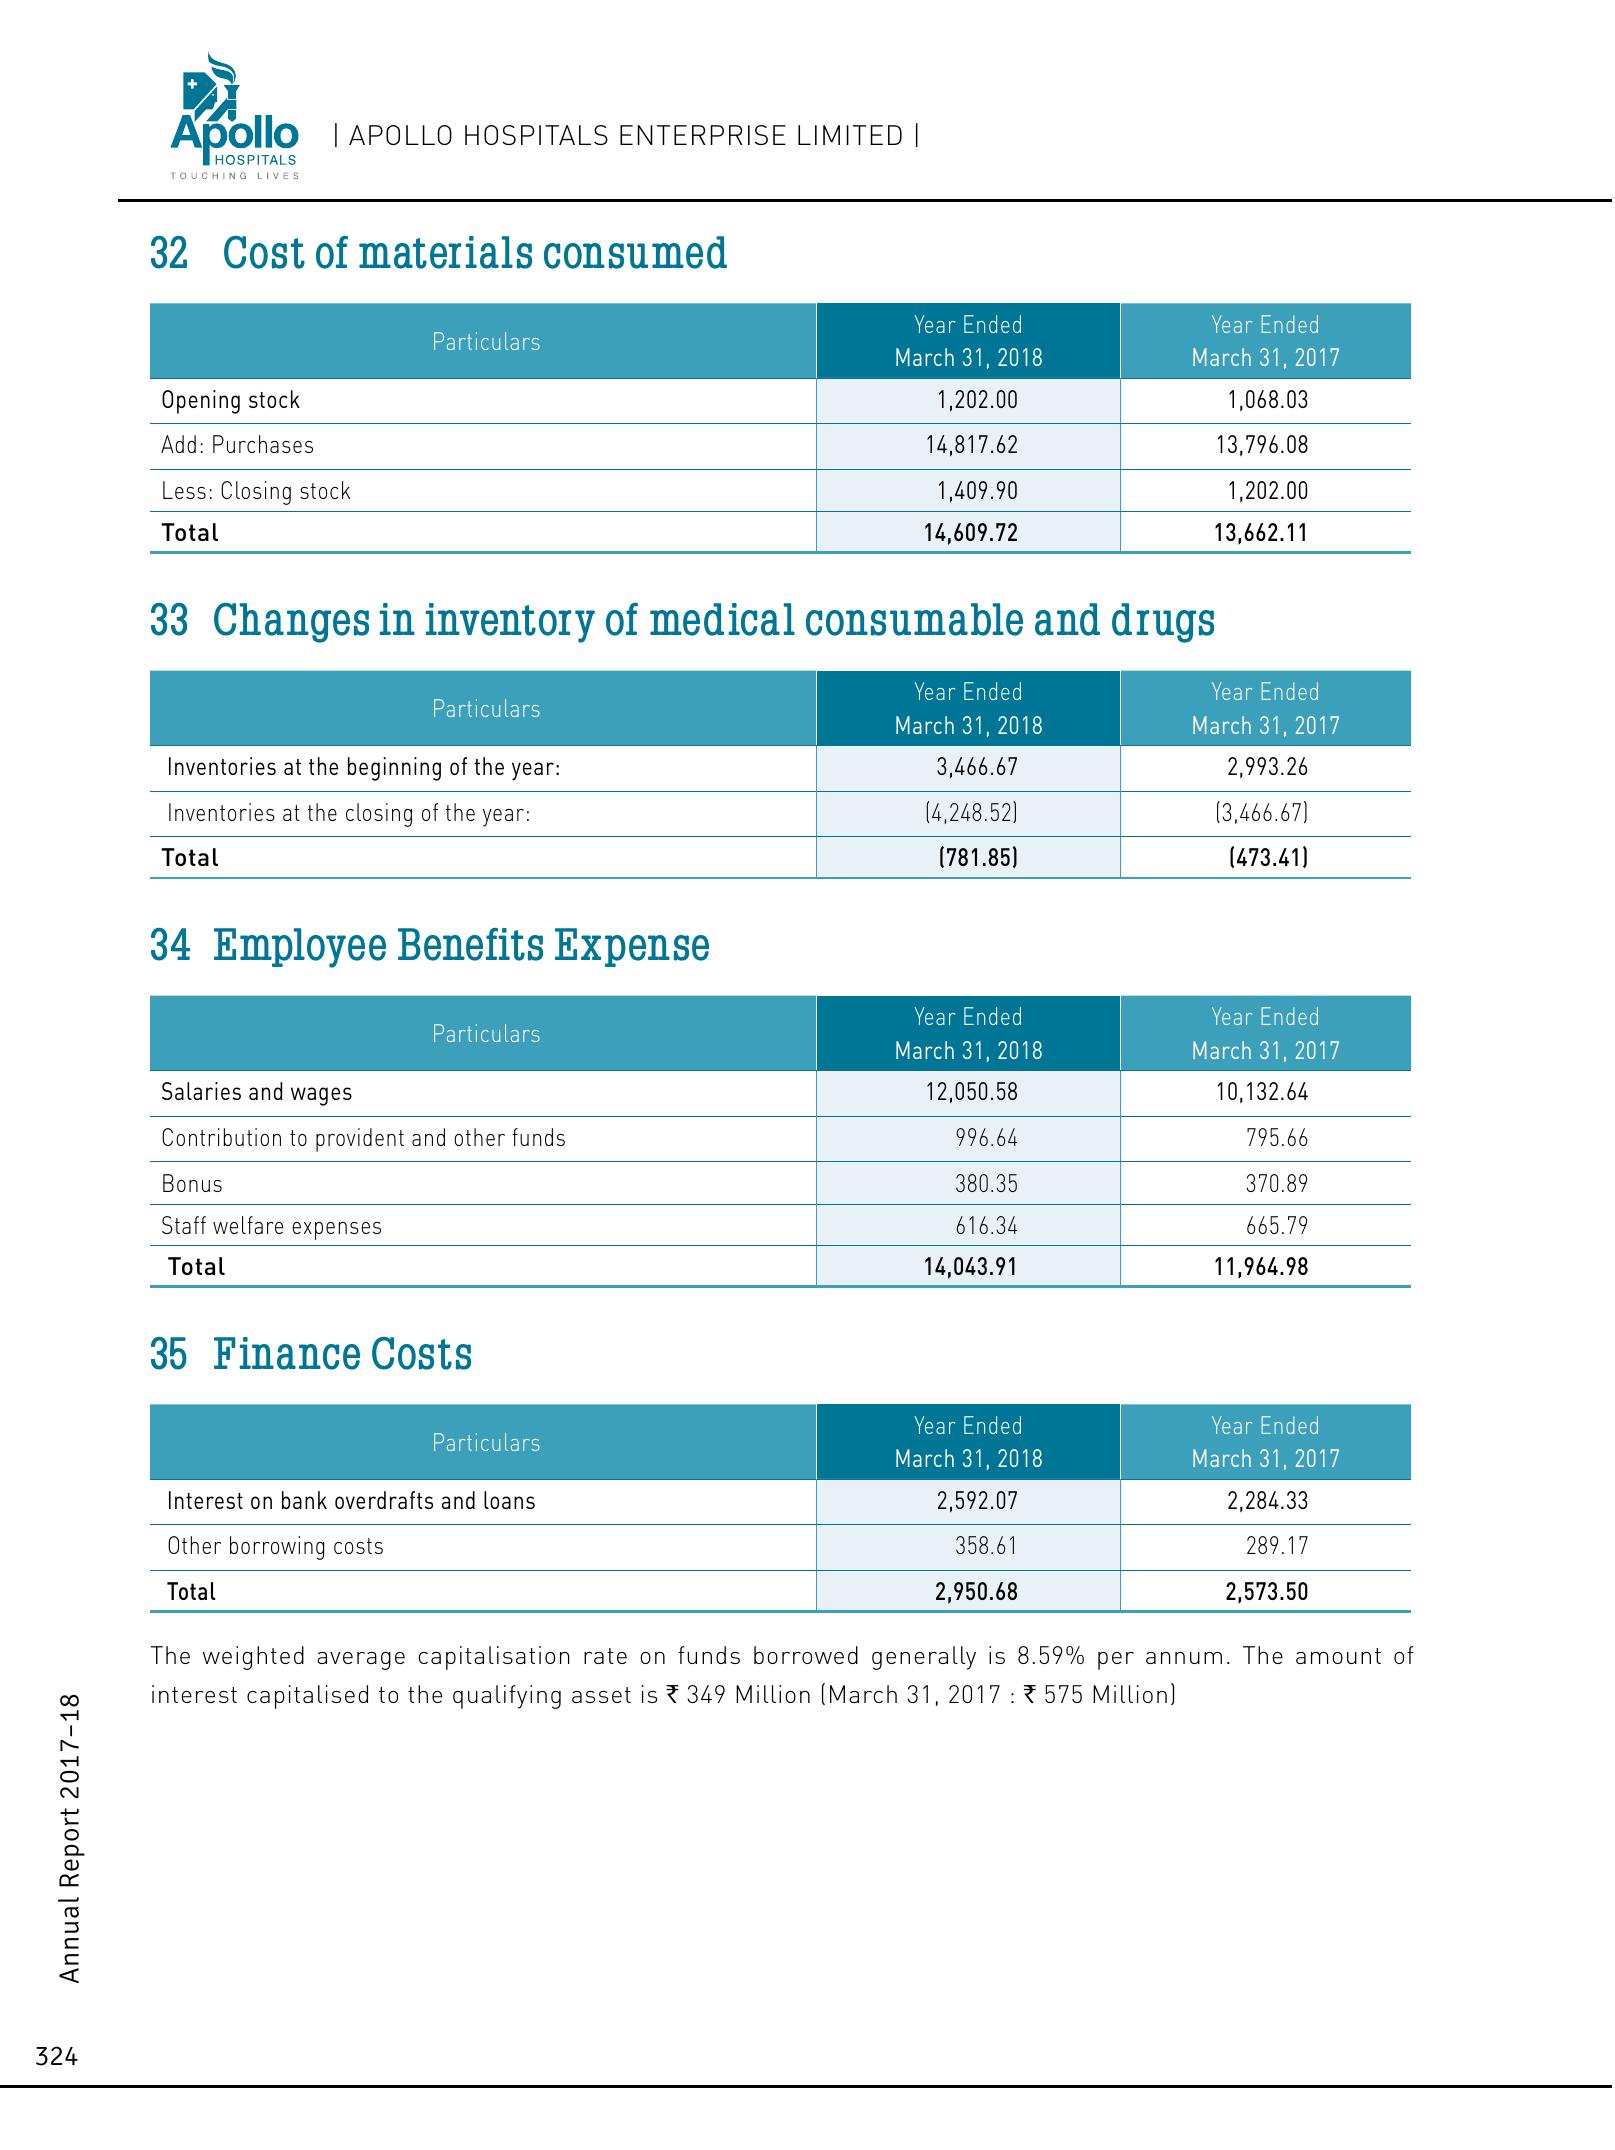 Apollo
HOSPITALS
TOUCHING LIVES
| APOLLO HOSPITALS ENTERPRISE LIMITED |
32 Cost of materials consumed
Particulars Year Ended March 31, 2018 Year Ended March 31, 2017
Opening stock 1,202.00 1,068.03
Add: Purchases 14,817.62 13,796.08
Less: Closing stock 1,409.90 1,202.00
Total 14,609.72 13,662.11
33 Changes in inventory of medical consumable and drugs
Particulars Year Ended March 31, 2018 Year Ended March 31, 2017
Inventories at the beginning of the year: 3,466.67 2,993.26
Inventories at the closing of the year: (4,248.52) (3,466.67)
Total (781.85) (473.41)
34 Employee Benefits Expense
Particulars Year Ended March 31, 2018 Year Ended March 31, 2017
Salaries and wages 12,050.58 10,132.64
Contribution to provident and other funds 996.64 795.66
Bonus 380.35 370.89
Staff welfare expenses 616.34 665.79
Total 14,043.91 11,964.98
35 Finance Costs
Particulars Year Ended March 31, 2018 Year Ended March 31, 2017
Interest on bank overdrafts and loans 2,592.07 2,284.33
Other borrowing costs 358.61 289.17
Total 2,950.68 2,573.50
The weighted average capitalisation rate on funds borrowed generally is 8.59% per annum. The amount of
interest capitalised to the qualifying asset is ₹ 349 Million (March 31, 2017 : ₹ 575 Million)
Annual Report 2017-18
324